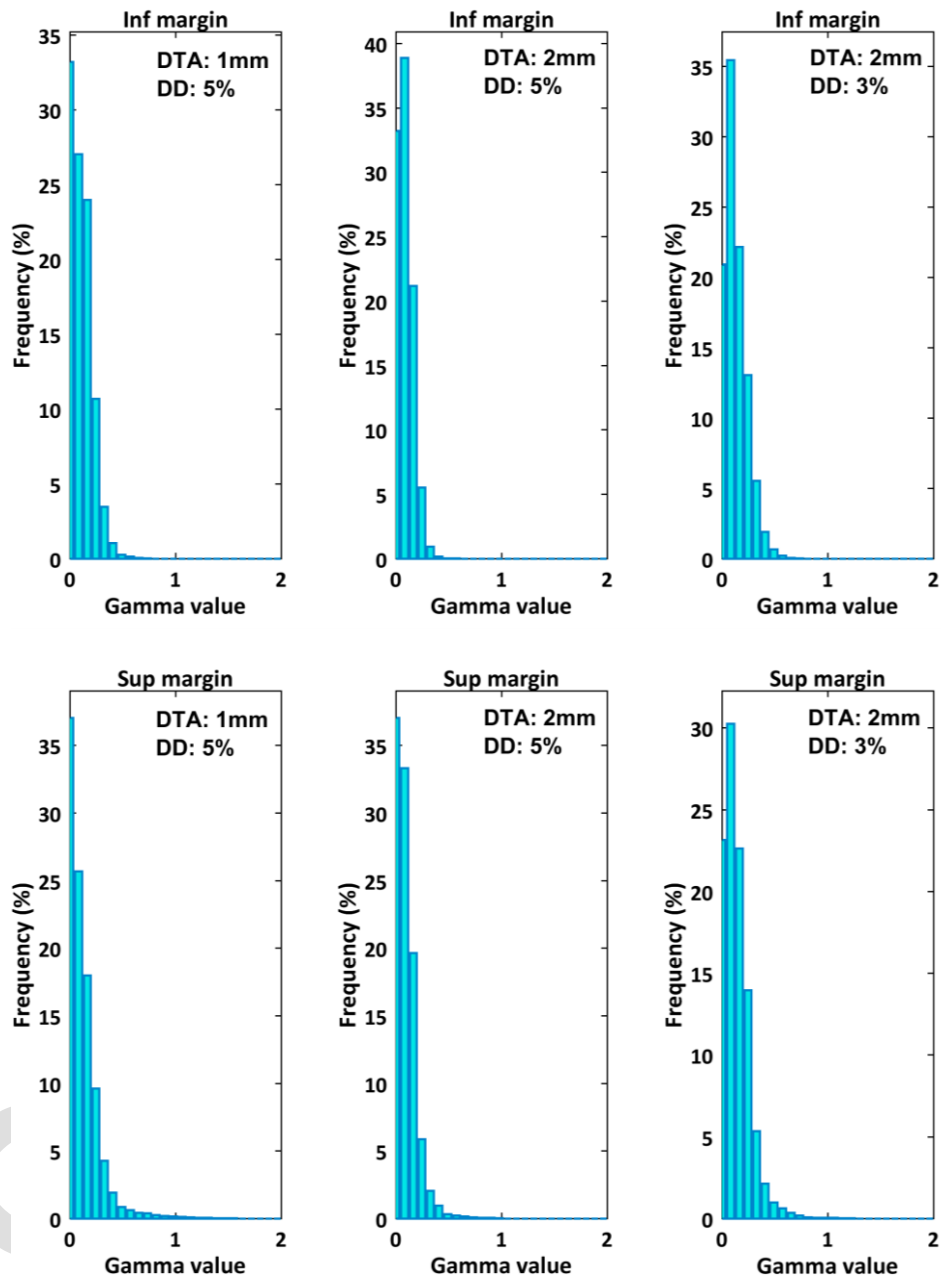 Inf margin
35
30
25
20
15
10
5
0
Frequency (%)
DTA: 1mm
DD: 5%
0 1 2
Gamma value
Inf margin
40
35
30
25
20
15
10
5
0
Frequency (%)
DTA: 2mm
DD: 5%
0 1 2
Gamma value
Inf margin
35
30
25
20
15
10
5
0
Frequency (%)
DTA: 2mm
DD: 3%
0 1 2
Gamma value
Sup margin
35
30
25
20
15
10
5
0
Frequency (%)
DTA: 1mm
DD: 5%
0 1 2
Gamma value
Sup margin
35
30
25
20
15
10
5
0
Frequency (%)
DTA: 2mm
DD: 5%
0 1 2
Gamma value
Sup margin
30
25
20
15
10
5
0
Frequency (%)
DTA: 2mm
DD: 3%
0 1 2
Gamma value